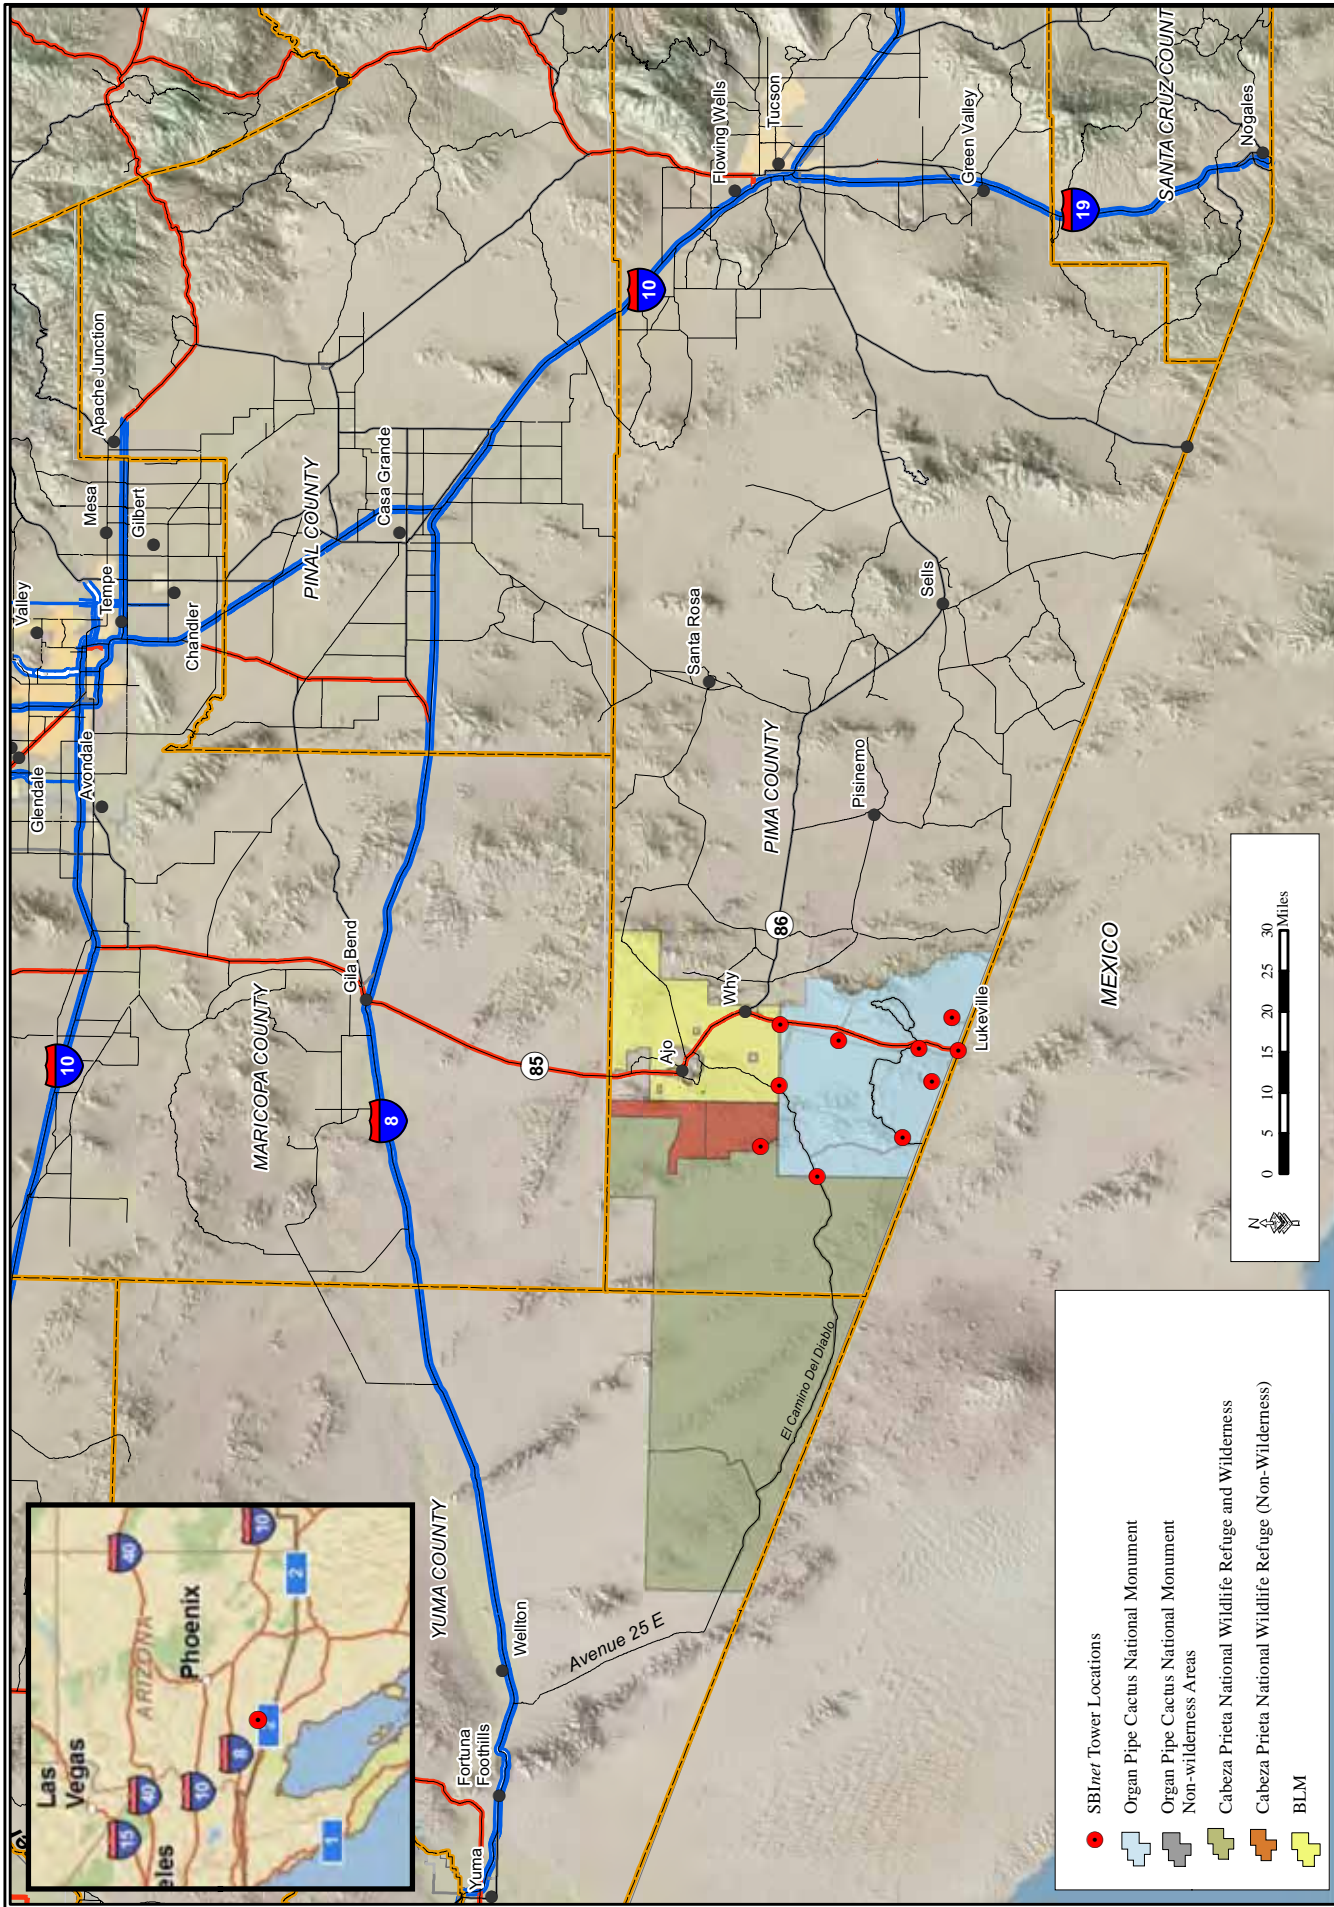 Las
Vegas
ARIZONA
Phoenix
eles
15
40
40
10
10
8
2
2
1
Glendale
Valley
Avondale
Tempe
Mesa
Gilbert
Apache Junction
Chandler
10
MARICOPA COUNTY
PINAL COUNTY
Casa Grande
Gila Bend
8
85
10
YUMA COUNTY
Yuma
Fortuna
Foothills
Wellton
Avenue 25 E
El Camino Del Diablo
Ajo
Why
86
Lukeville
PIMA COUNTY
Santa Rosa
Pisinemo
Sells
Flowing Wells
Tucson
Green Valley
19
SANTA CRUZ COUNT
Nogales
MEXICO
SBInet Tower Locations
Organ Pipe Cactus National Monument
Organ Pipe Cactus National Monument
Non-wilderness Areas
Cabeza Prieta National Wildlife Refuge and Wilderness
Cabeza Prieta National Wildlife Refuge (Non-Wilderness)
BLM
N
0 5 10 15 20 25 30
Miles